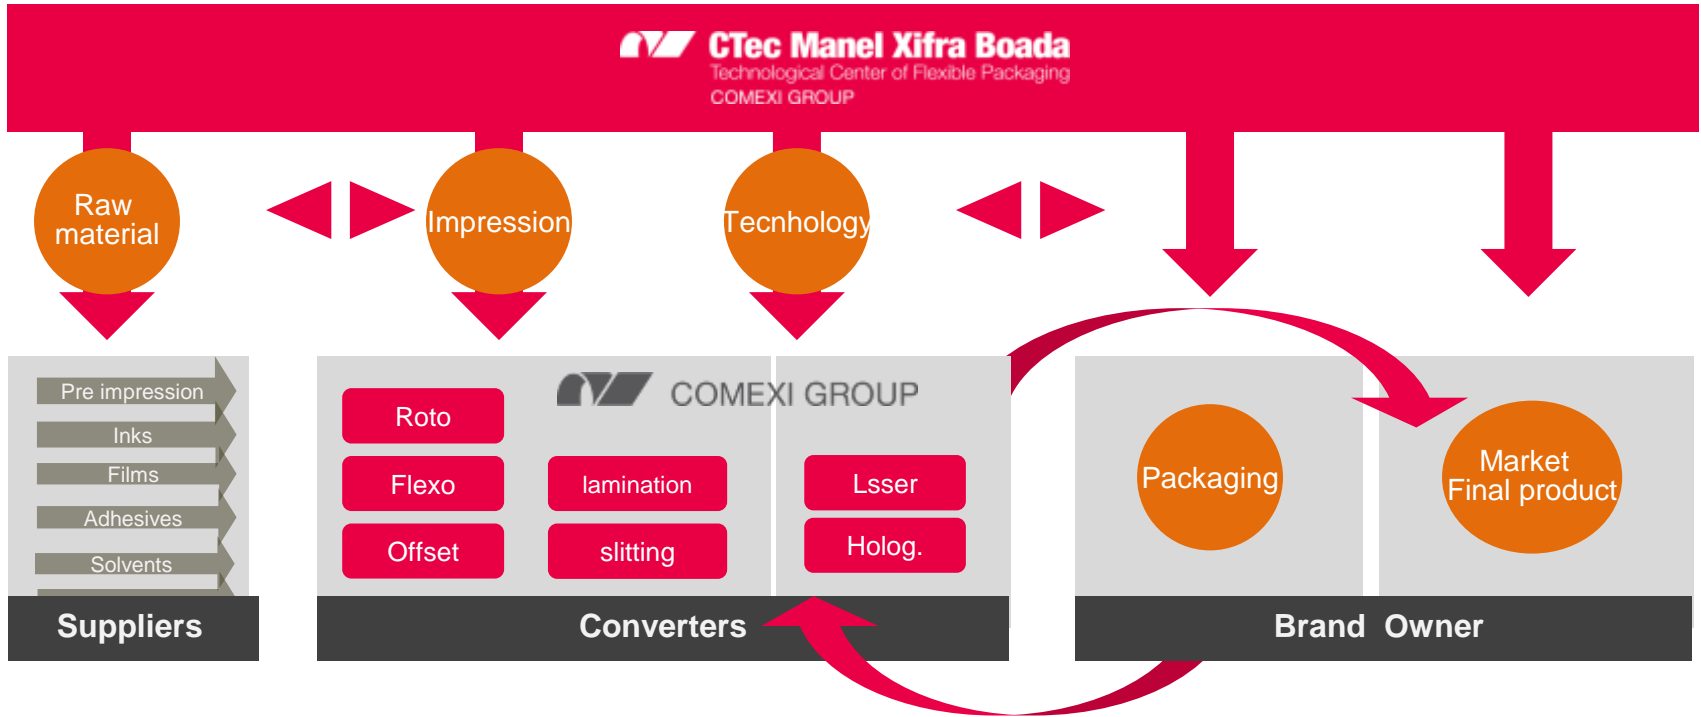 CTec Manel Xifra Boada
Technological Center of Flexible Packaging
COMEXI GROUP
Raw
material
Impression
Tecnhology
Pre impression
Inks
Films
Adhesives
Solvents
Suppliers
COMEXI GROUP
Roto
Flexo
Offset
lamination
slitting
Lsser
Holog.
Converters
Packaging
Market
Final product
Brand Owner